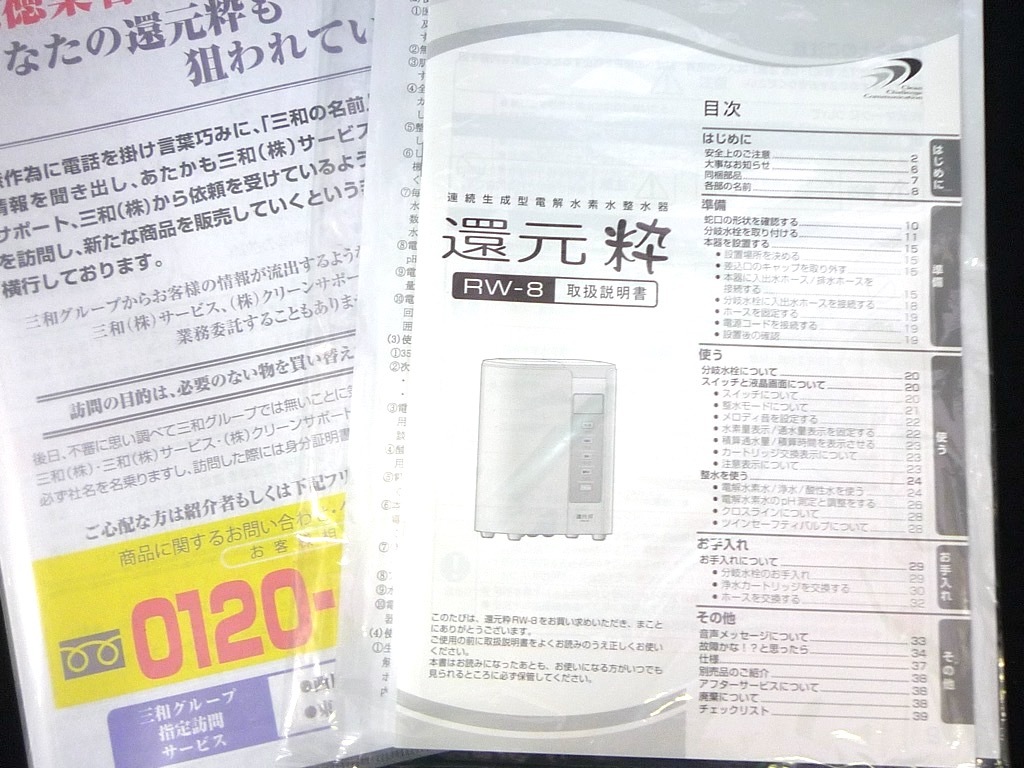 なたの還元粋も
狙われてい
作為に電話を掛け言葉巧みに、「三和の名前
情報を聞き出し、あたかも三和(株)サービス
サポート、三和(株)から依頼を受けているよう
を訪問し、新たな商品を販売していくという
横行しております。
三和グループからお客様の情報が流出するような
三和(株)サービス、(株)クリーンサポー
業務委託することもありま
訪問の目的は、必要のない物を買い替え
後日、不審に思い調べて三和グループでは無いことに
三和(株)・三和(株)サービス・(株)クリーンサポート
必ず社名を名乗りますし、訪問した際には身分証明書
ご心配な方は紹介者もしくは下記フリ
商品に関するお問い合わせ・
お客様相
0120-
三和グループ
指定訪問
サービス
Clean
Challenge
Communication
連続生成型電解水素水整水器
還元粋
RW-8 取扱説明書
このたびは、還元粋RW-8をお買い求めいただき、まこと
にありがとうございます。
ご使用の前に取扱説明書をよくお読みのうえ正しくお使い
ください。
本書はお読みになったあとも、お使いになる方がいつでも
見られるところに必ず保管してください。
目次
はじめに
安全上のご注意 2
大事なお知らせ 6
同梱部品 7
各部の名前 8
準備
蛇口の形状を確認する 10
分岐水栓を取り付ける 11
本器を設置する 15
● 設置場所を決める 15
● 差込口のキャップを取り外す 15
● 本器に入出水ホース/排水ホースを
接続する 15
● 分岐水栓に入出水ホースを接続する 18
● ホースを固定する 19
● 電源コードを接続する 19
● 設置後の確認 19
使う
分岐水栓について 20
スイッチと液晶画面について 20
● スイッチについて 20
● 整水モードについて 21
● メロディ音を設定する 22
● 水素量表示/通水量表示を固定する 22
● 積算通水量/積算時間を表示させる 23
● カートリッジ交換表示について 23
● 注意表示について 23
整水を使う 24
● 電解水素水/浄水/酸性水を使う 24
● 電解水素水のpH測定と調整をする 26
● クロスラインについて 28
● ツインセーフティバルブについて 28
お手入れ
お手入れについて 29
● 分岐水栓のお手入れ 29
● 浄水カートリッジを交換する 30
● ホースを交換する 32
その他
音声メッセージについて 33
故障かな!?と思ったら 34
仕様 37
別売品のご紹介 38
アフターサービスについて 38
廃棄について 38
チェックリスト 39
はじめに
準備
使う
お手入れ
その他